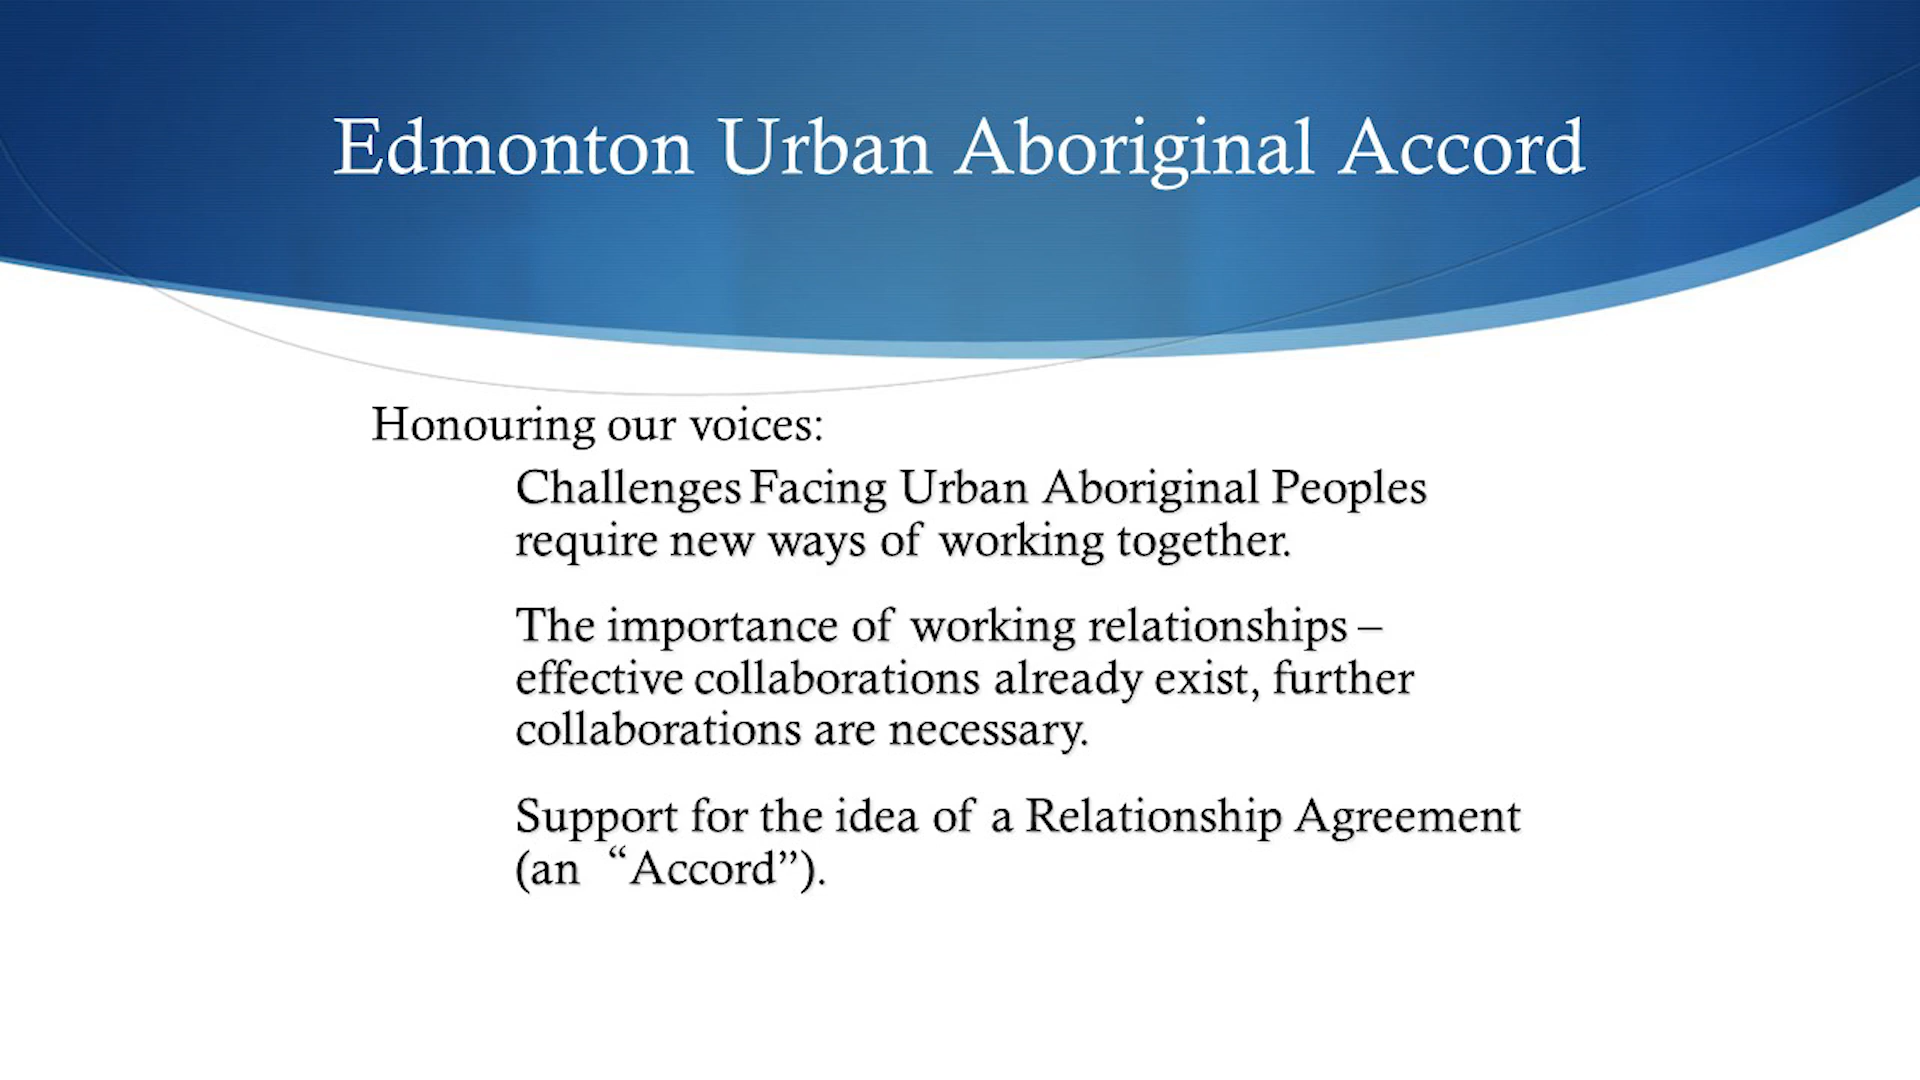 Edmonton Urban Aboriginal Accord
Honouring our voices:
Challenges Facing Urban Aboriginal Peoples
require new ways of working together.
The importance of working relationships –
effective collaborations already exist, further
collaborations are necessary.
Support for the idea of a Relationship Agreement
(an “Accord”).